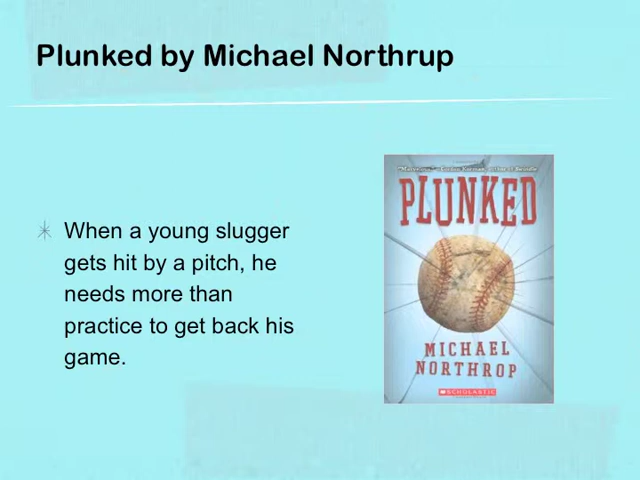 Plunked by Michael Northrup
When a young slugger
gets hit by a pitch, he
needs more than
practice to get back his
game.
PLUNKED
MICHAEL
NORTHROP
SCHOLASTIC